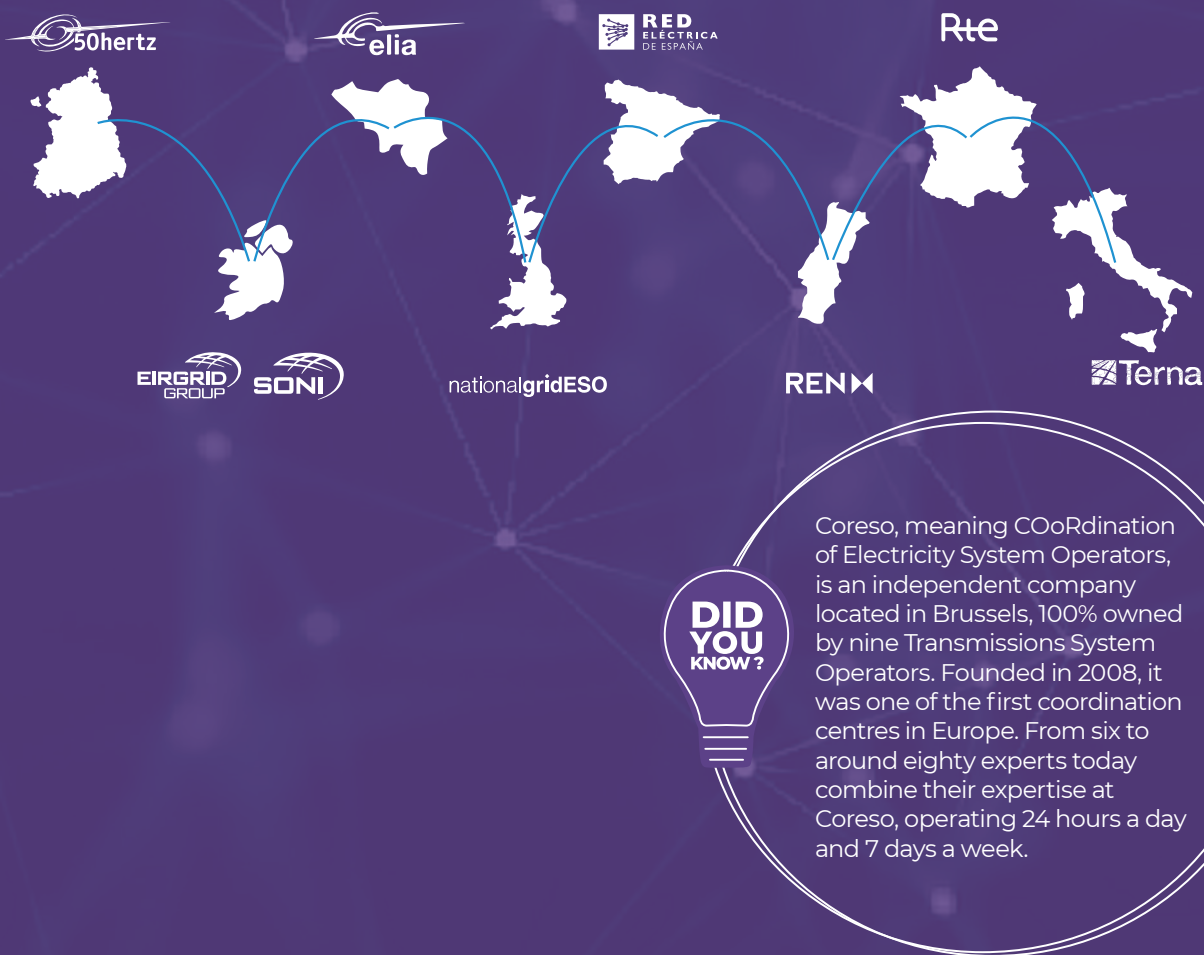 50hertz
elia
RED
ELÉCTRICA
DE ESPAÑA
Rte
EIRGRID
GROUP
SONI
nationalgridESO
REN
Terna
DID
YOU
KNOW ?
Coreso, meaning COoRdination
of Electricity System Operators,
is an independent company
located in Brussels, 100% owned
by nine Transmissions System
Operators. Founded in 2008, it
was one of the first coordination
centres in Europe. From six to
around eighty experts today
combine their expertise at
Coreso, operating 24 hours a day
and 7 days a week.